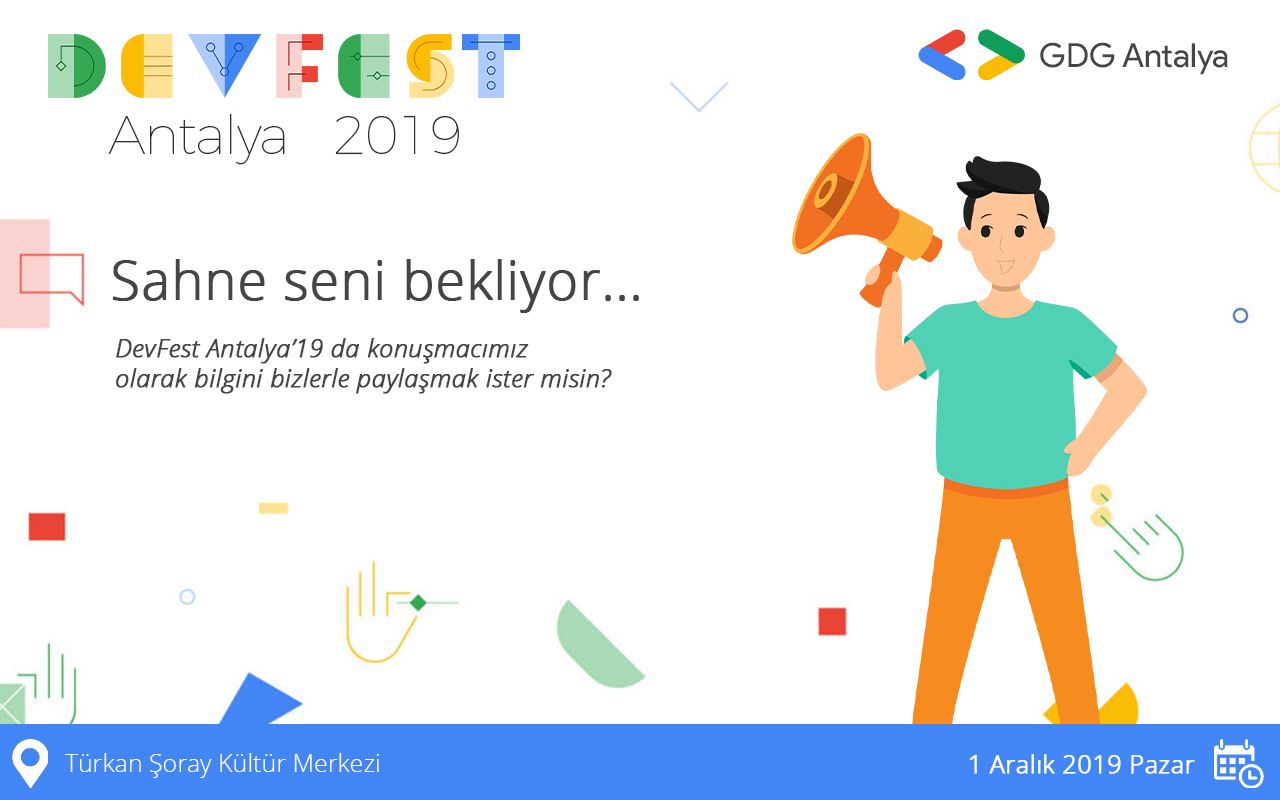 DEVFEST
Antalya 2019
GDG Antalya
Sahne seni bekliyor...
DevFest Antalya'19 da konuşmacımız
olarak bilgini bizlerle paylaşmak ister misin?
Türkan Şoray Kültür Merkezi
1 Aralık 2019 Pazar